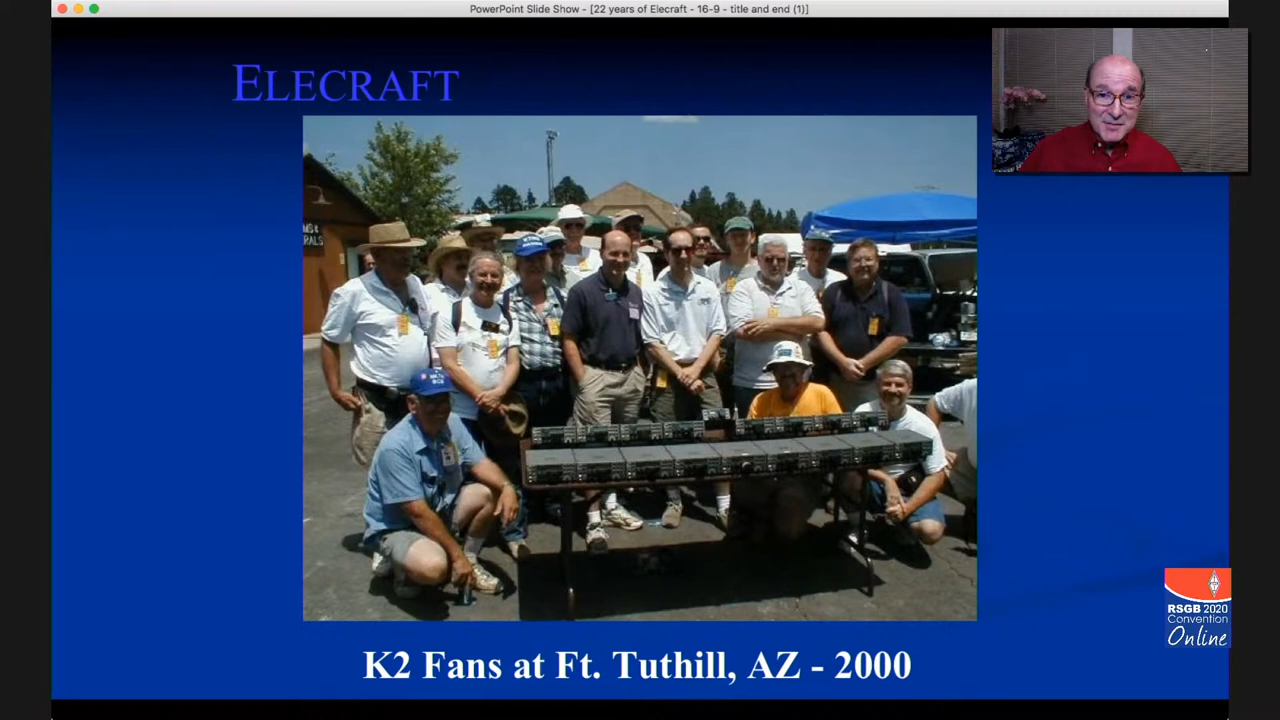 PowerPoint Slide Show - [22 years of Elecraft - 16-9 - title and end (1)]
ELECRAFT
RALS
K2 Fans at Ft. Tuthill, AZ - 2000
RSGB 2020
Convention
Online